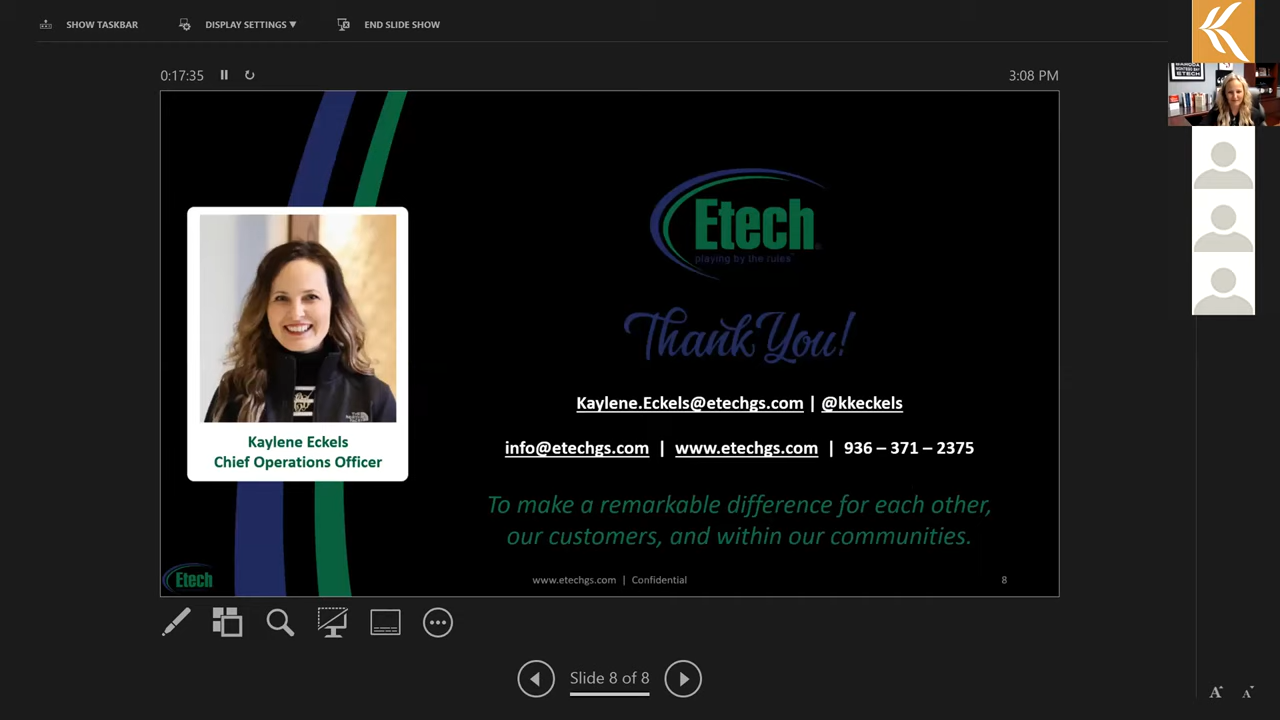 SHOW TASKBAR
DISPLAY SETTINGS ▼
END SLIDE SHOW
0:17:35
3:08 PM
Etech
playing by the rules
Thank You!
Kaylene.Eckels@etechgs.com | @kkeckels
info@etechgs.com | www.etechgs.com | 936 – 371 – 2375
Kaylene Eckels
Chief Operations Officer
To make a remarkable difference for each other,
our customers, and within our communities.
Etech
www.etechgs.com | Confidential
8
Slide 8 of 8
A A
ETECH